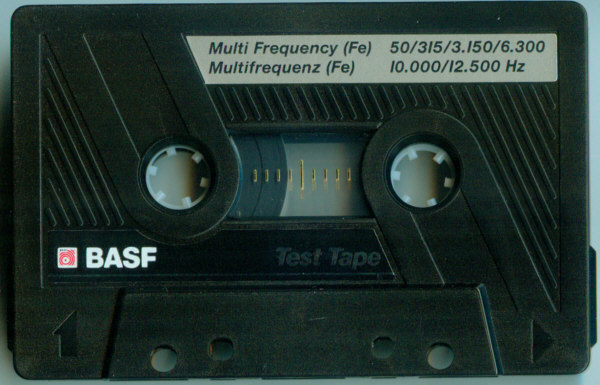 Multi Frequency (Fe) 50/315/3.150/6.300
Multifrequenz (Fe) 10.000/12.500 Hz
BASF Test Tape
1